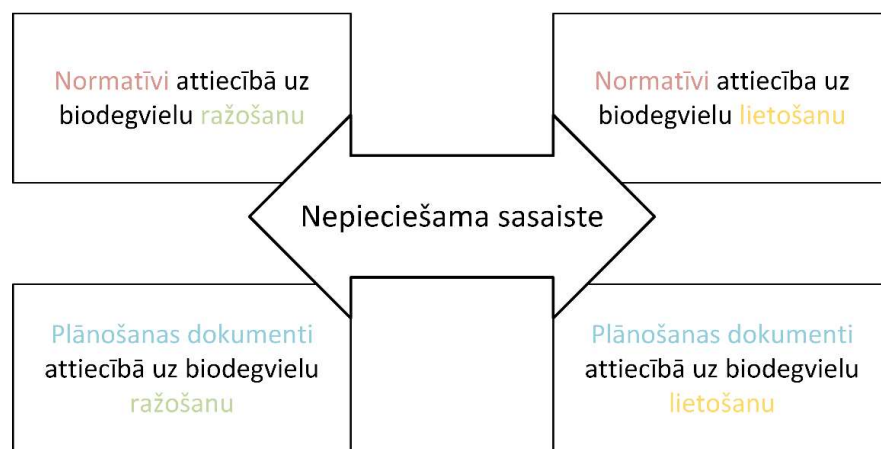 Normatīvi attiecībā uz
biodegvielu ražošanu
Normatīvi attiecība uz
biodegvielu lietošanu
Nepieciešama sasaiste
Plānošanas dokumenti
attiecībā uz biodegvielu
ražošanu
Plānošanas dokumenti
attiecībā uz biodegvielu
lietošanu